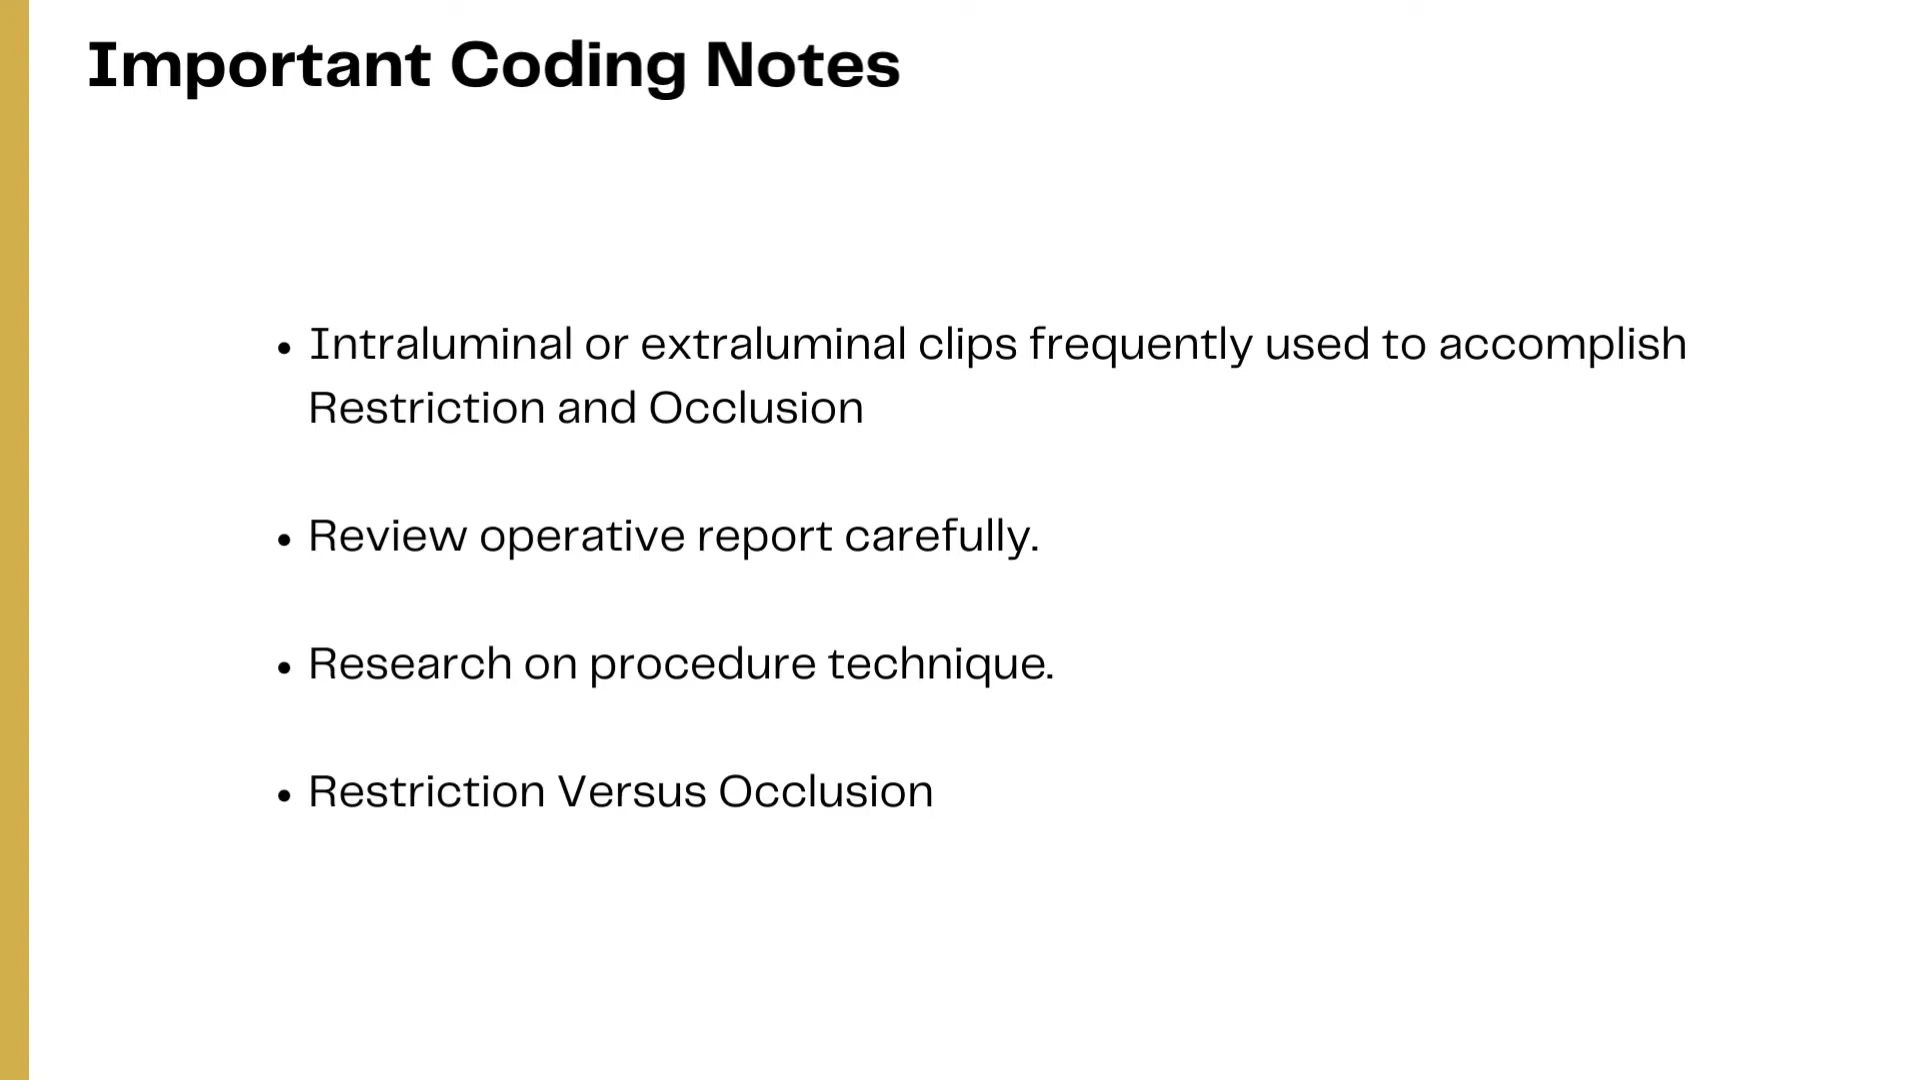 Important Coding Notes
• Intraluminal or extraluminal clips frequently used to accomplish
Restriction and Occlusion
• Review operative report carefully.
• Research on procedure technique.
• Restriction Versus Occlusion